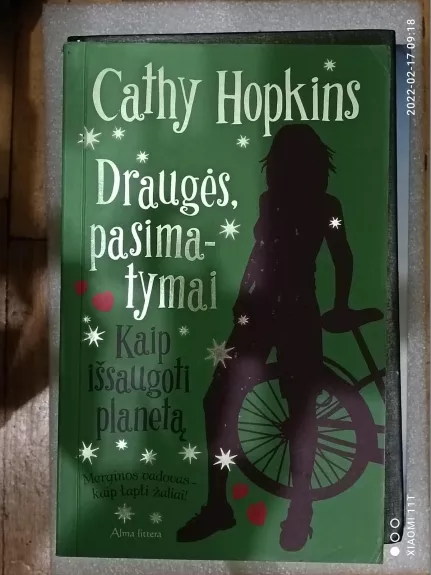 Cathy Hopkins
Draugės,
pasima-
tymai
Kaip
išsaugoti
planetą
Merginos vadovas...
kaip tapti žaliai!
Alma littera
2022-02-17 09:18
XIAOMI 11T